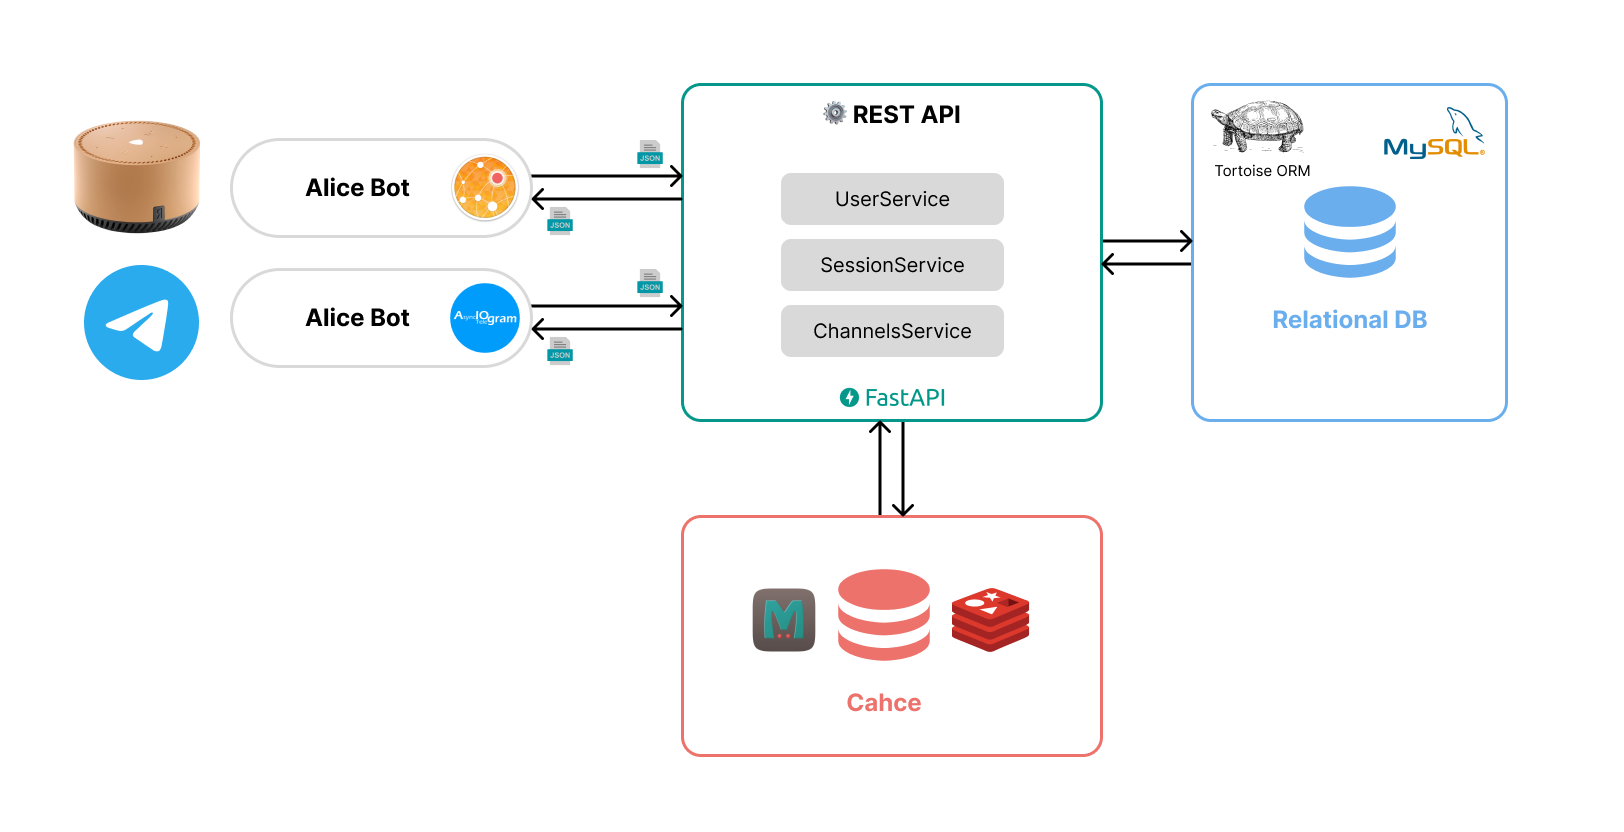 Alice Bot
JSON
JSON
Alice Bot
AsyncIOgram
Tele
JSON
JSON
REST API
UserService
SessionService
ChannelsService
FastAPI
Tortoise ORM
MySQL®
Relational DB
M
Cahce